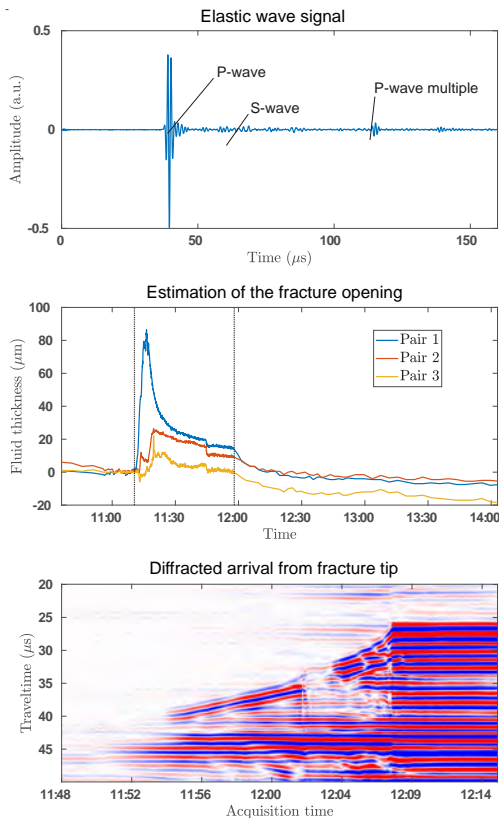 Elastic wave signal
0.5
0
-0.5
Amplitude (a.u.)
P-wave
S-wave
P-wave multiple
0 50 100 150
Time (μs)
Estimation of the fracture opening
100
80
60
40
20
0
-20
Fluid thickness (μm)
Pair 1
Pair 2
Pair 3
11:00 11:30 12:00 12:30 13:00 13:30 14:00
Time
Diffracted arrival from fracture tip
20
25
30
35
40
45
Traveltime (μs)
11:48 11:52 11:56 12:00 12:04 12:09 12:14
Acquisition time